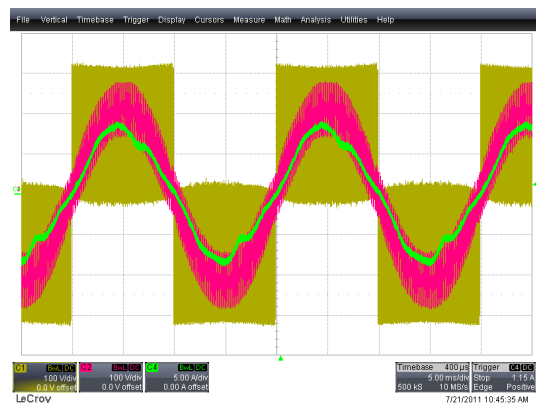 File Vertical Timebase Trigger Display Cursors Measure Math Analysis Utilities Help
C1 BwL DC
100 V/div
0.0 V offset
C2 BwL DC
100 V/div
0.0 V offset
C4 BwL DC
5.00 A/div
0.00 A offset
Timebase 400 µs
5.00 ms/div
500 kS 10 MS/s
Trigger C4 DC
Stop 1.15 A
Edge Positive
LeCroy
7/21/2011 10:45:35 AM